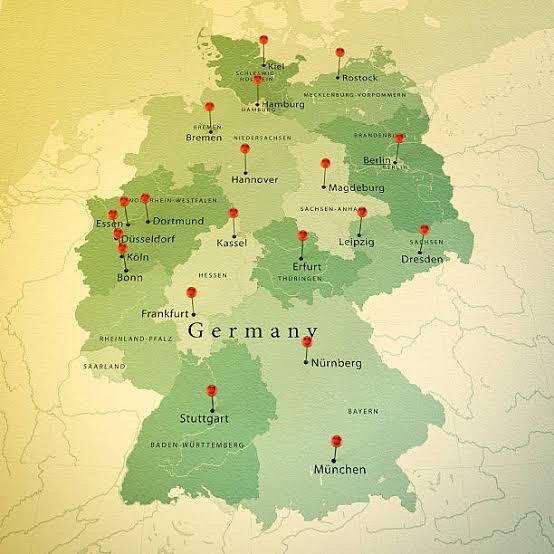 Kiel
SCHLESWIG-
HOLSTEIN
Rostock
MECKLENBURG-VORPOMMERN
Hamburg
HAMBURG
BREMEN
Bremen
NIEDERSACHSEN
BRANDENBURG
Berlin
BERLIN
Hannover
Magdeburg
NORDRHEIN-WESTFALEN
SACHSEN-ANHALT
Essen
Dortmund
Düsseldorf
Kassel
Leipzig
SACHSEN
Dresden
Köln
Erfurt
Bonn
HESSEN
THÜRINGEN
Frankfurt
Germany
RHEINLAND-PFALZ
SAARLAND
Nürnberg
Stuttgart
BAYERN
BADEN-WÜRTTEMBERG
München